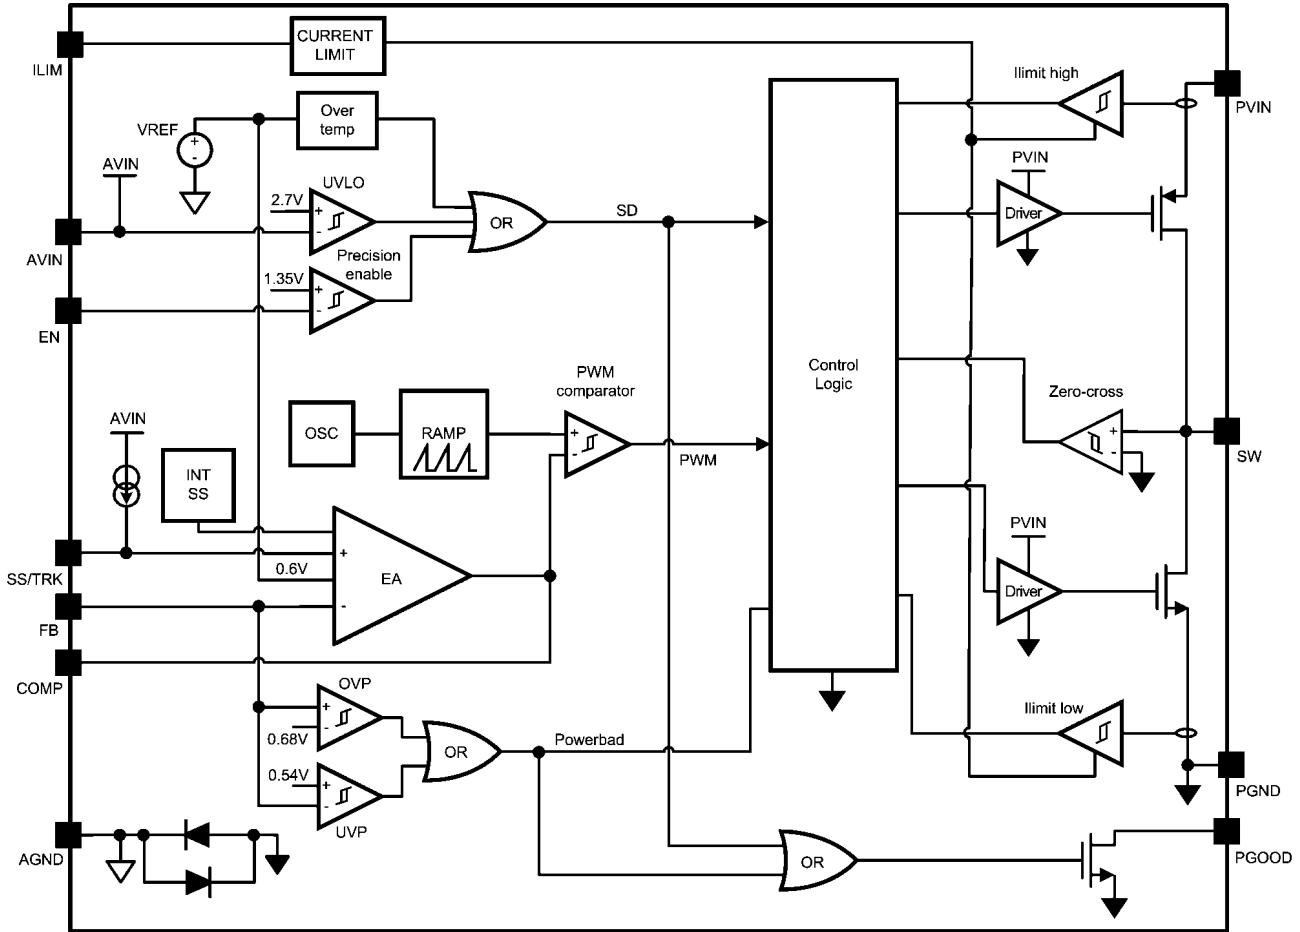 CURRENT
LIMIT
ILIM
Ilimit high
PVIN
Over
temp
VREF
+
-
AVIN
UVLO
2.7V
+
-
OR
SD
PVIN
Driver
AVIN
Precision
enable
1.35V
+
-
EN
Control
Logic
PWM
comparator
Zero-cross
AVIN
OSC
RAMP
+
-
PWM
+
-
SW
INT
SS
PVIN
SS/TRK
+
0.6V
EA
-
Driver
FB
COMP
OVP
+
-
0.68V
OR
Powerbad
Ilimit low
0.54V
+
-
UVP
PGND
AGND
OR
PGOOD